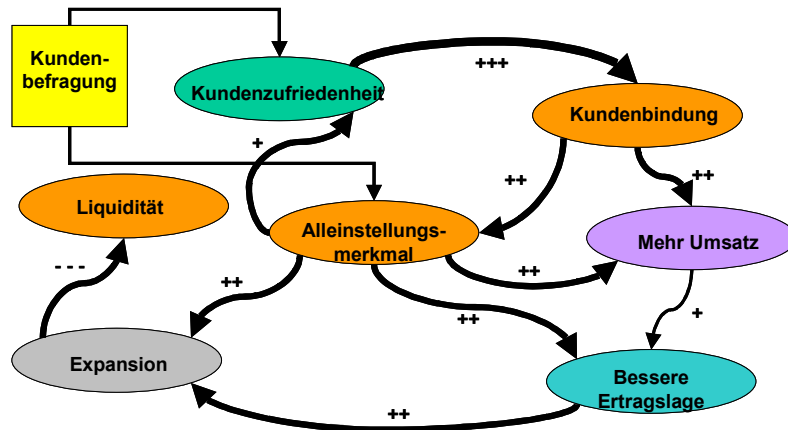 Kunden-
befragung
Kundenzufriedenheit
+++
Kundenbindung
+
++
++
Liquidität
Alleinstellungs-
merkmal
Mehr Umsatz
- - -
++
++
++
+
Expansion
Bessere
Ertragslage
++